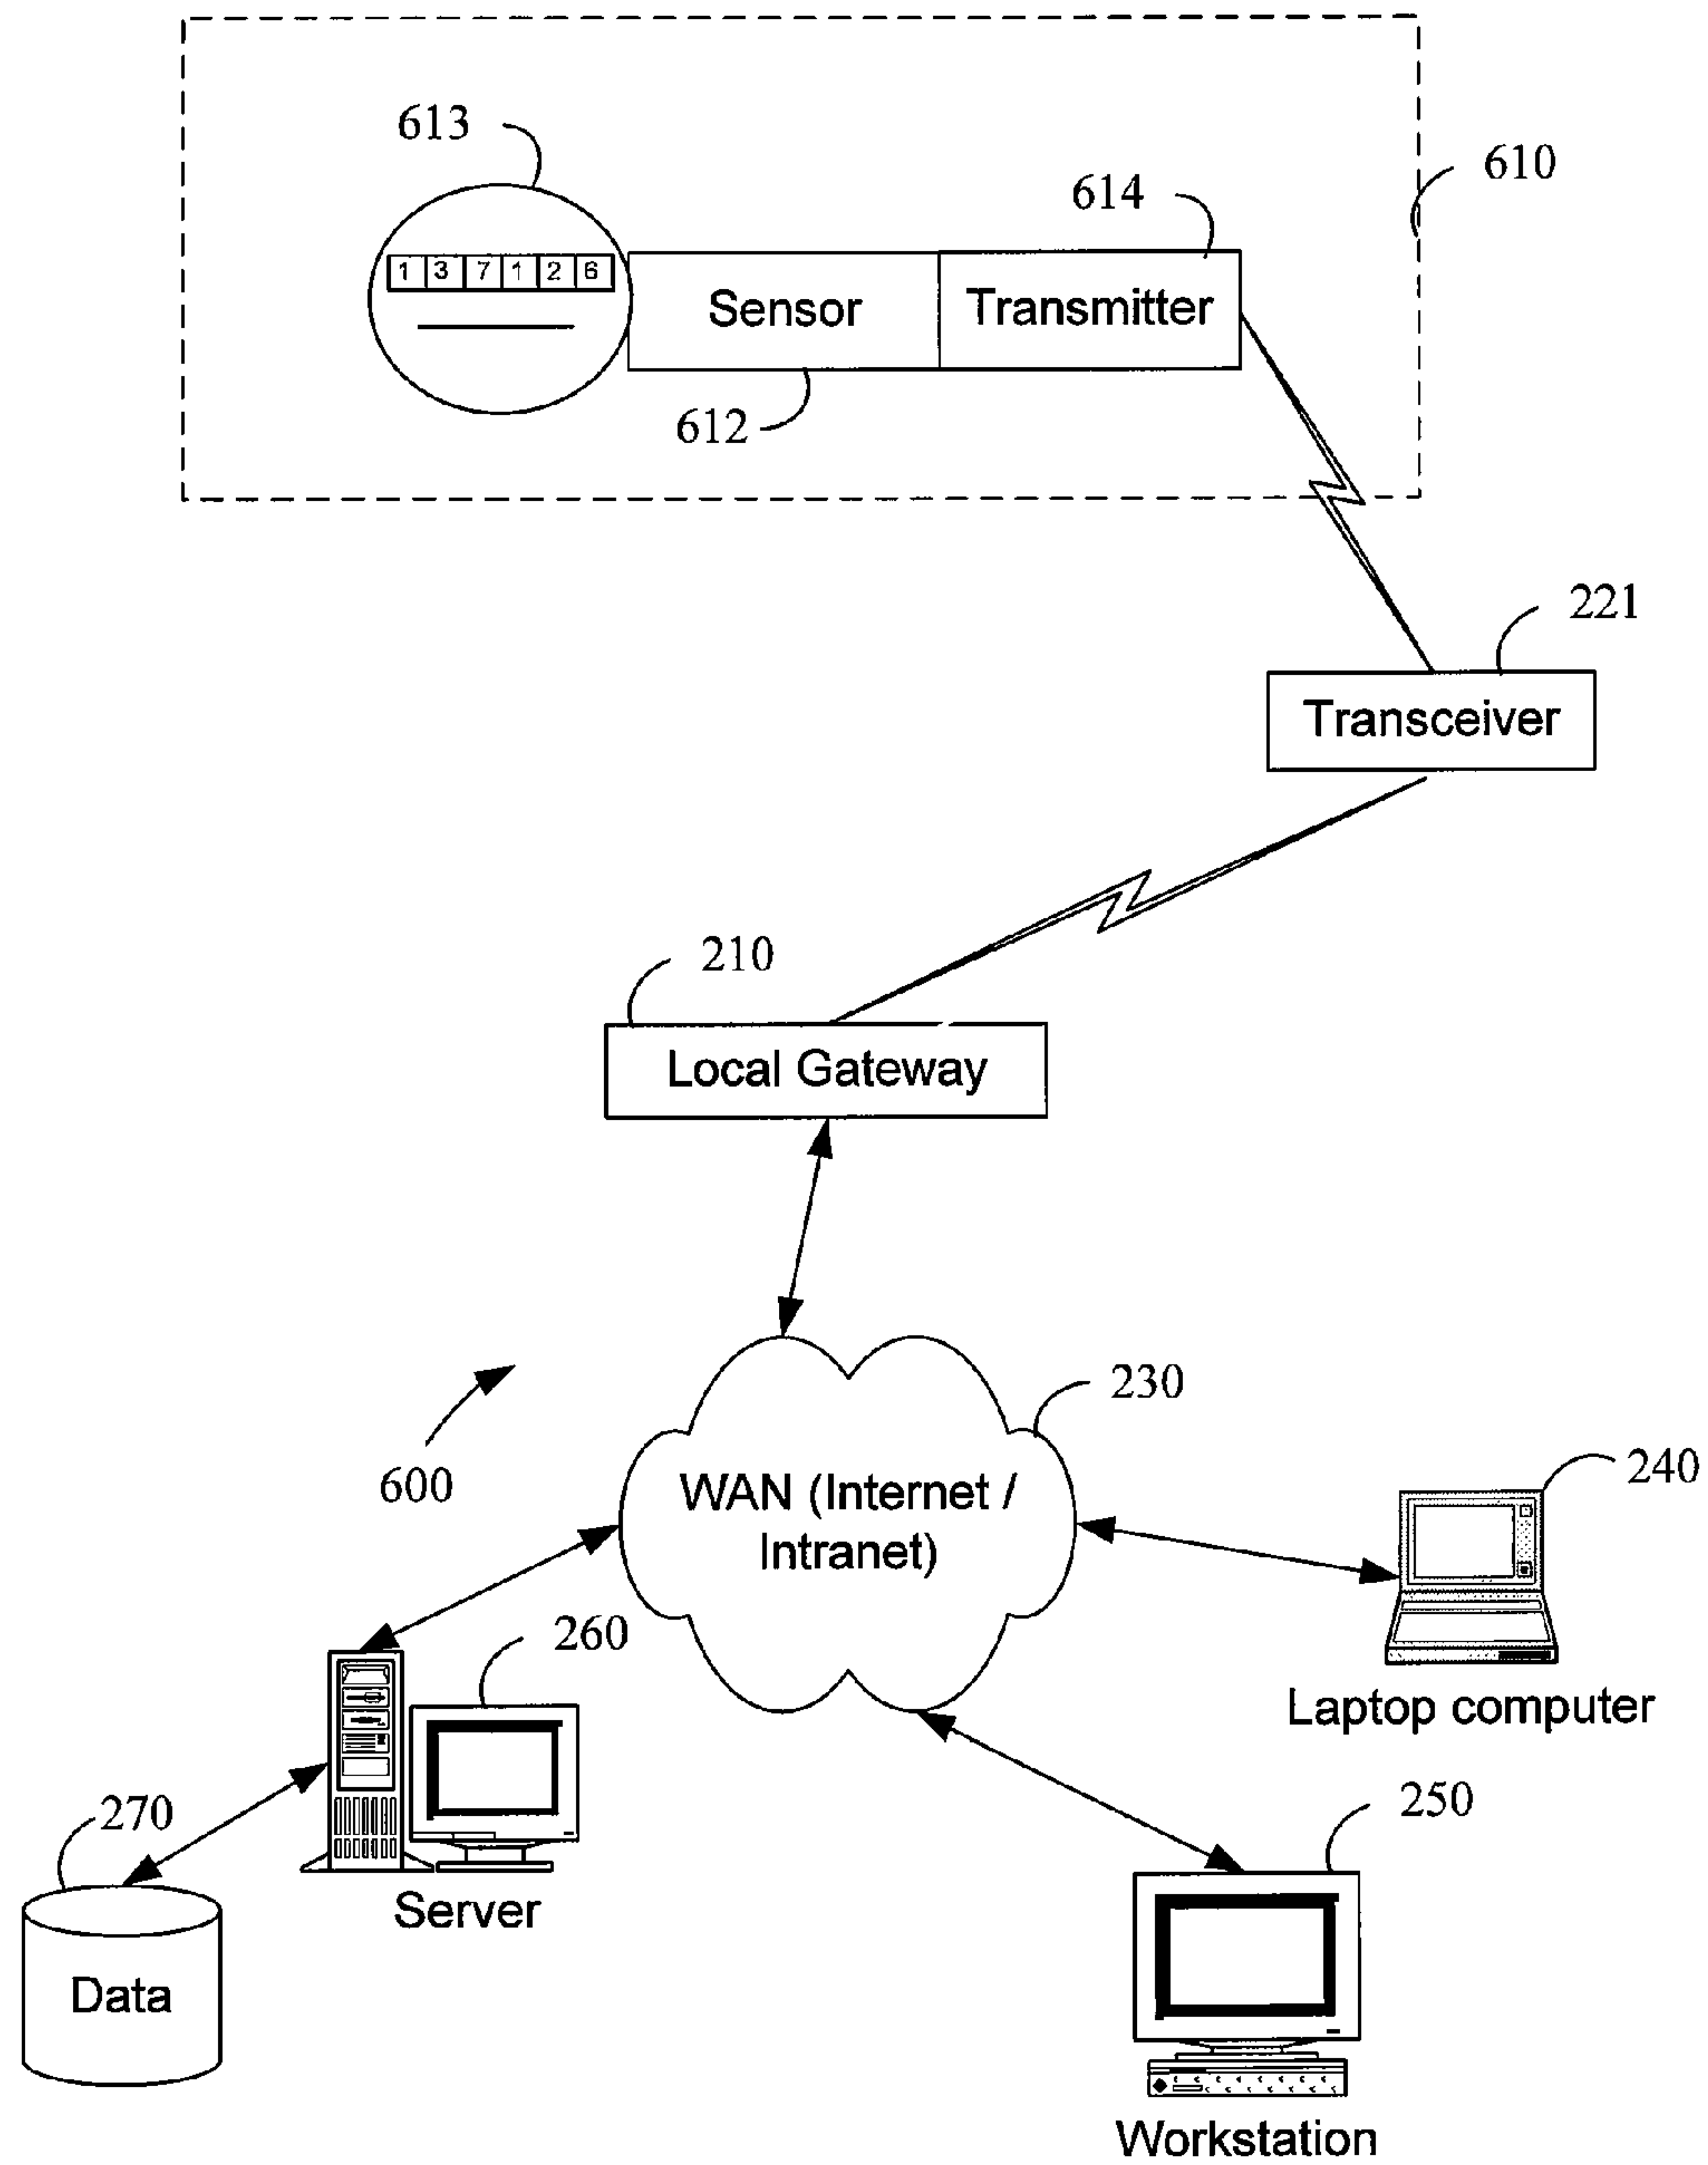 613
610
614
1 3 7 1 2 6
Sensor
Transmitter
612
221
Transceiver
210
Local Gateway
230
600
WAN (Internet /
Intranet)
240
260
Laptop computer
270
250
Server
Data
Workstation